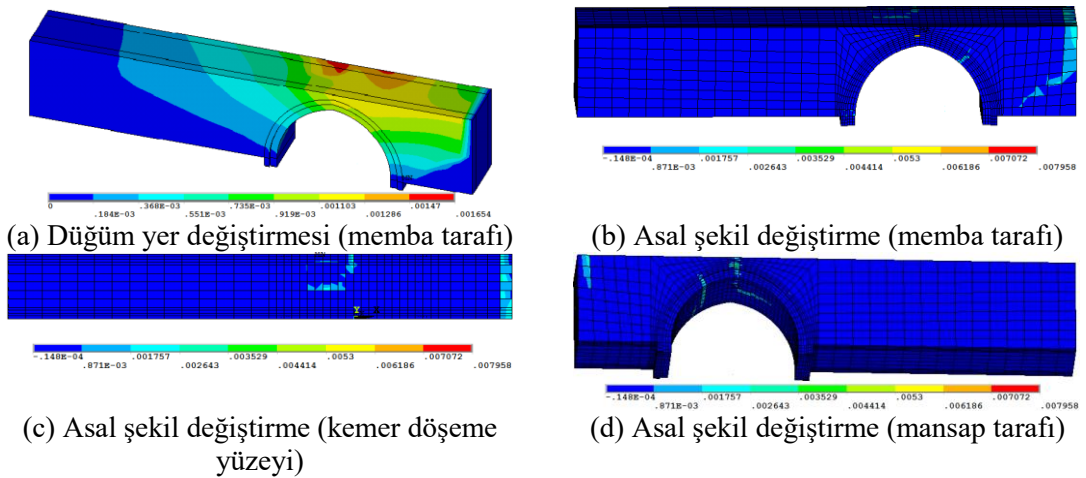 0 .368E-03 .735E-03 .001103 .00147
.184E-03 .551E-03 .919E-03 .001286 .001654
(a) Düğüm yer değiştirmesi (memba tarafı)
-.148E-04 .001757 .003529 .0053 .007072
.871E-03 .002643 .004414 .006186 .007958
(b) Asal şekil değiştirme (memba tarafı)
Y
-.148E-04 .001757 .003529 .0053 .007072
.871E-03 .002643 .004414 .006186 .007958
(c) Asal şekil değiştirme (kemer döşeme
yüzeyi)
-.148E-04 .001757 .003529 .0053 .007072
.871E-03 .002643 .004414 .006186 .007958
(d) Asal şekil değiştirme (mansap tarafı)